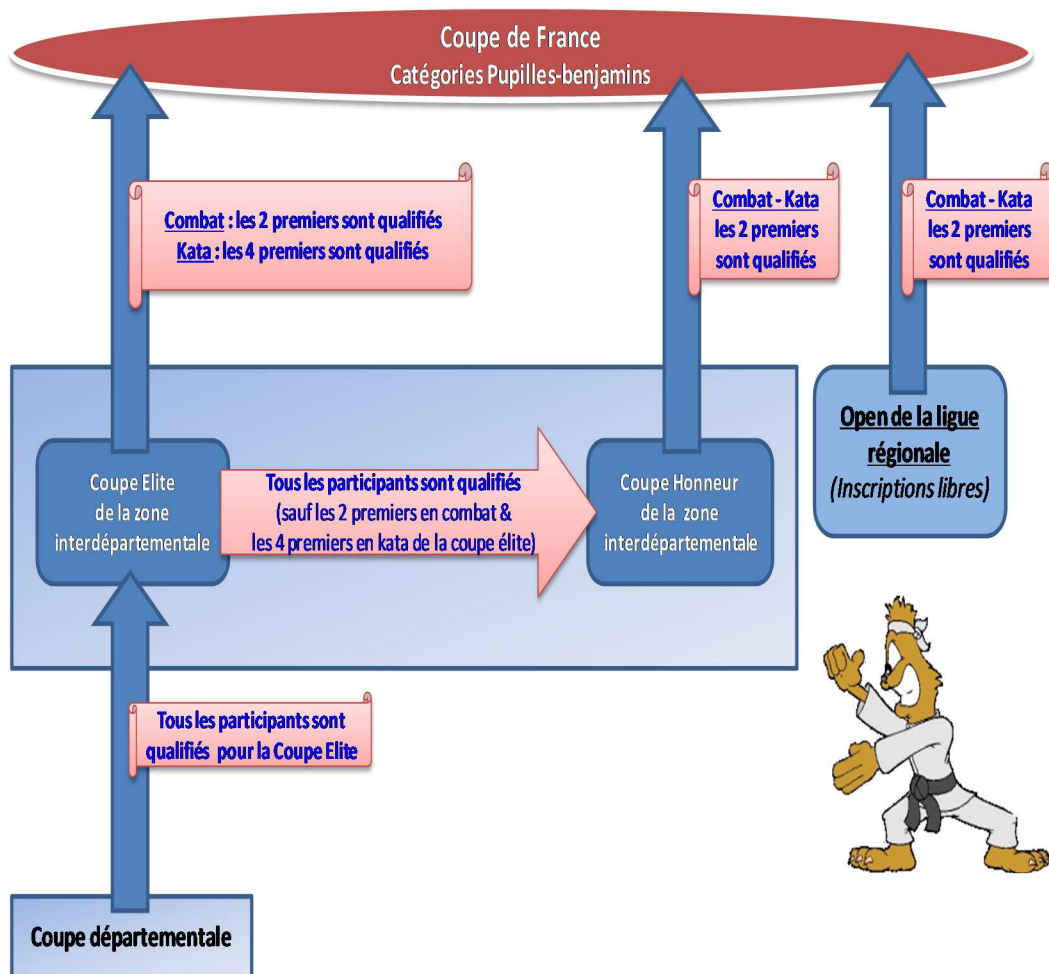 Coupe de France
Catégories Pupilles-benjamins
Combat : les 2 premiers sont qualifiés
Kata : les 4 premiers sont qualifiés
Combat - Kata
les 2 premiers
sont qualifiés
Combat - Kata
les 2 premiers
sont qualifiés
Coupe Elite
de la zone
interdépartementale
Tous les participants sont qualifiés
(sauf les 2 premiers en combat &
les 4 premiers en kata de la coupe élite)
Coupe Honneur
de la zone
interdépartementale
Open de la ligue
régionale
(Inscriptions libres)
Tous les participants sont
qualifiés pour la Coupe Elite
Coupe départementale